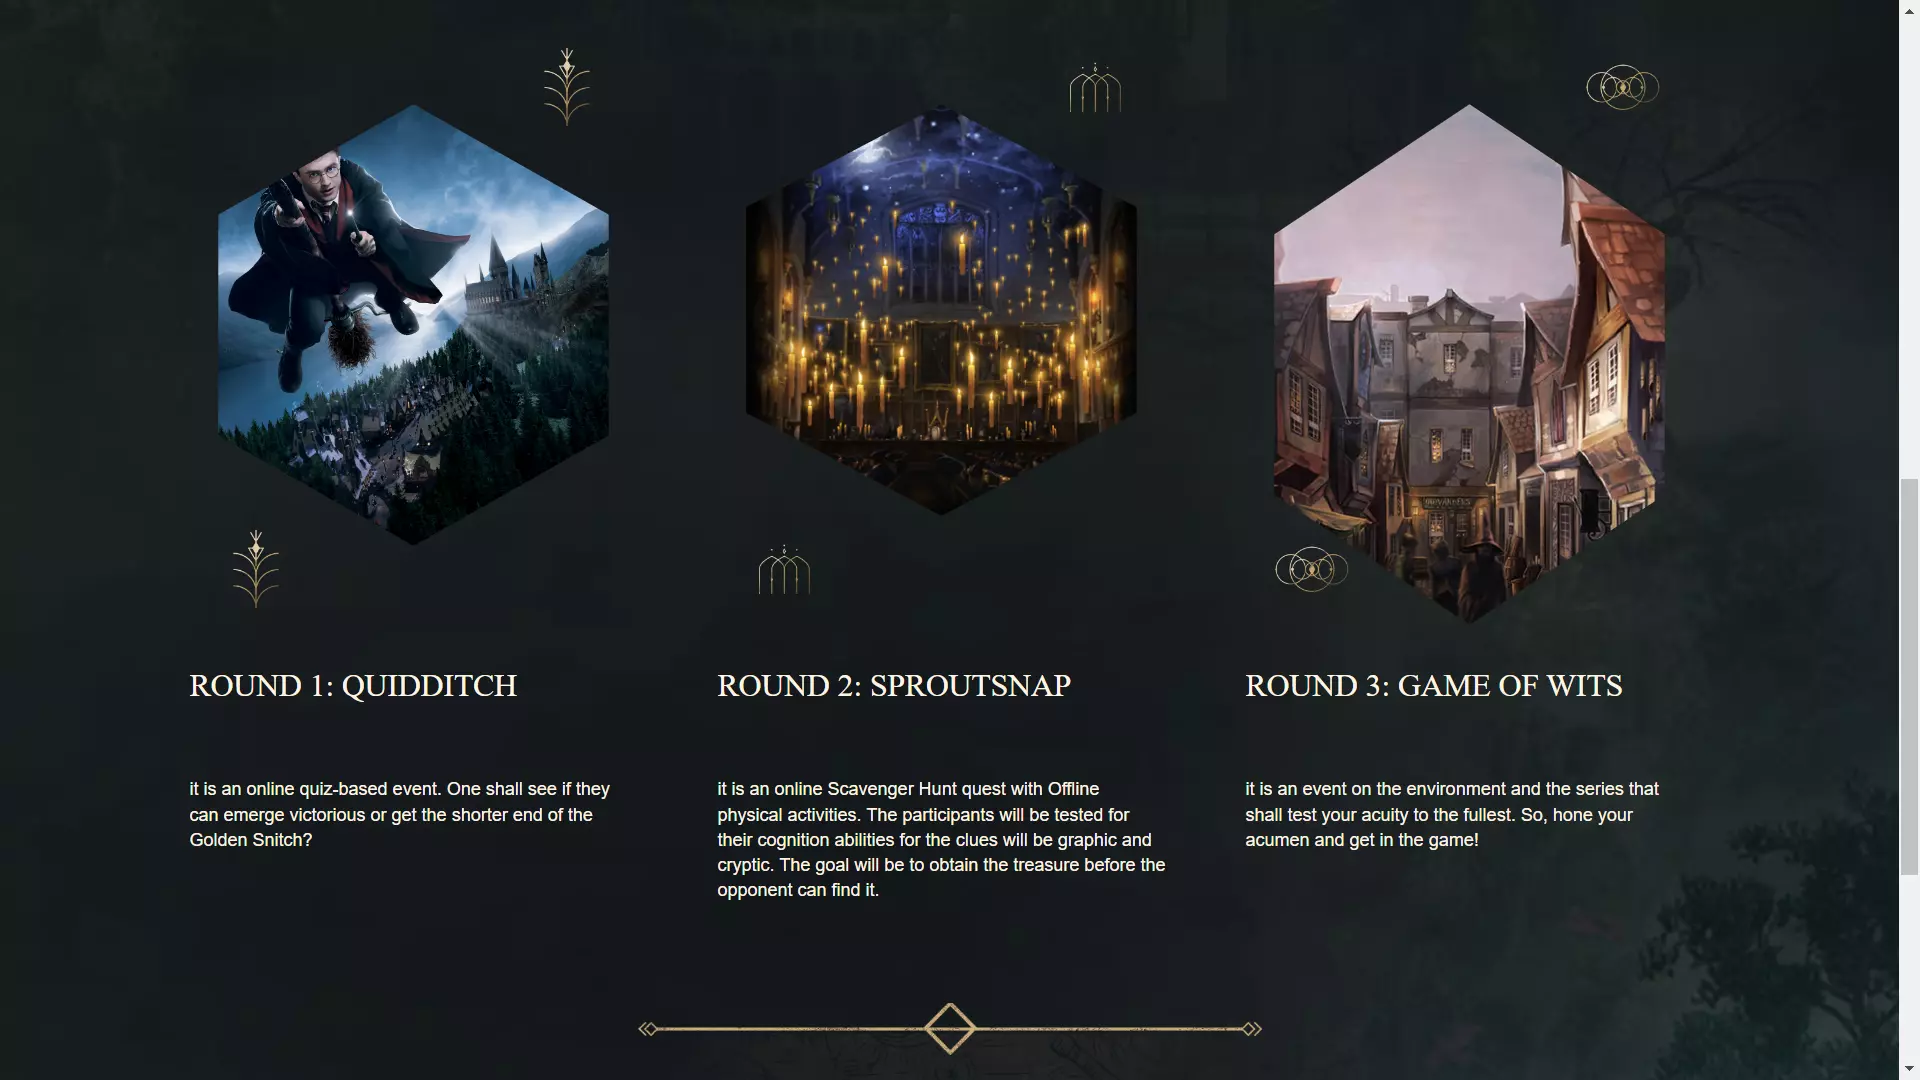 ROUND 1: QUIDDITCH
it is an online quiz-based event. One shall see if they
can emerge victorious or get the shorter end of the
Golden Snitch?
ROUND 2: SPROUTSNAP
it is an online Scavenger Hunt quest with Offline
physical activities. The participants will be tested for
their cognition abilities for the clues will be graphic and
cryptic. The goal will be to obtain the treasure before the
opponent can find it.
ROUND 3: GAME OF WITS
it is an event on the environment and the series that
shall test your acuity to the fullest. So, hone your
acumen and get in the game!